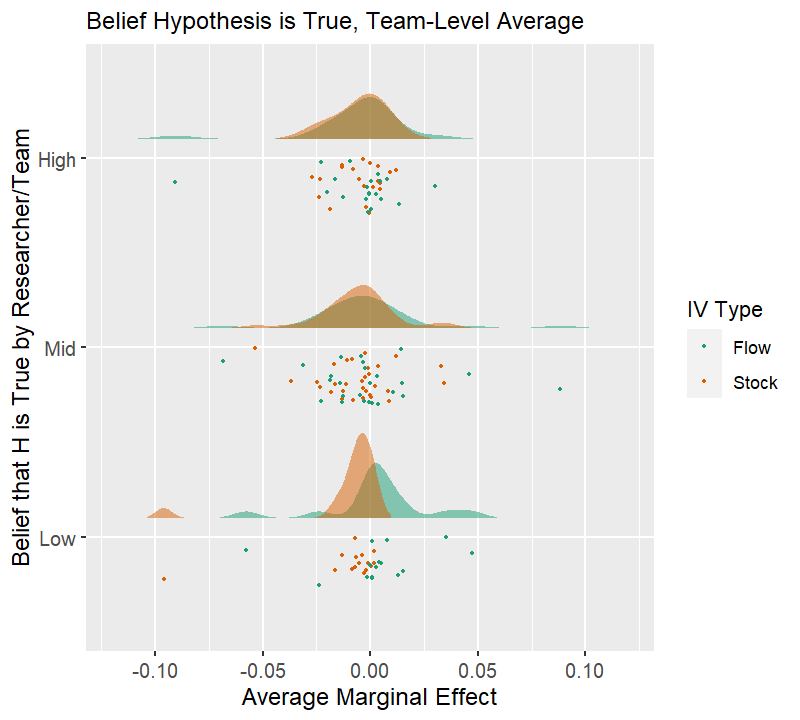 Belief Hypothesis is True, Team-Level Average
Belief that H is True by Researcher/Team
High
Mid
Low
-0.10
-0.05
0.00
0.05
0.10
Average Marginal Effect
IV Type
Flow
Stock